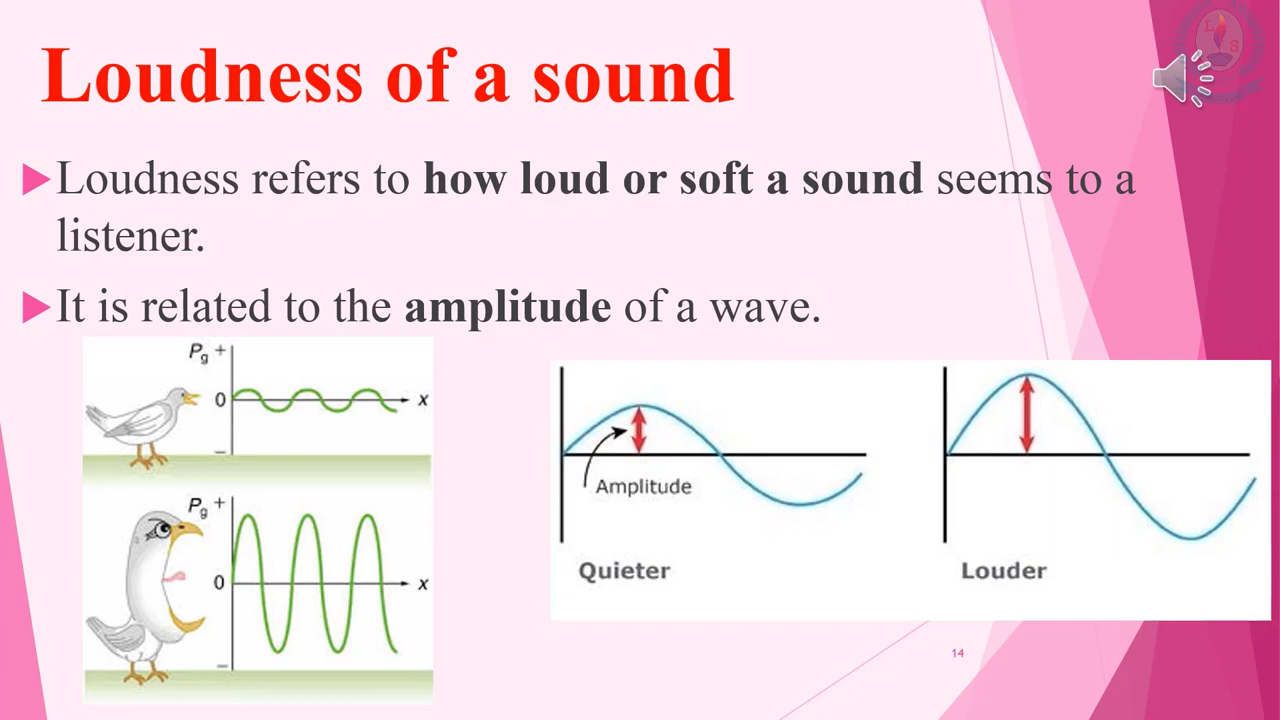 Loudness of a sound
Loudness refers to how loud or soft a sound seems to a
listener.
It is related to the amplitude of a wave.
Pg +
0
x
–
Pg +
0
x
–
Amplitude
Quieter
Louder
14
L
S